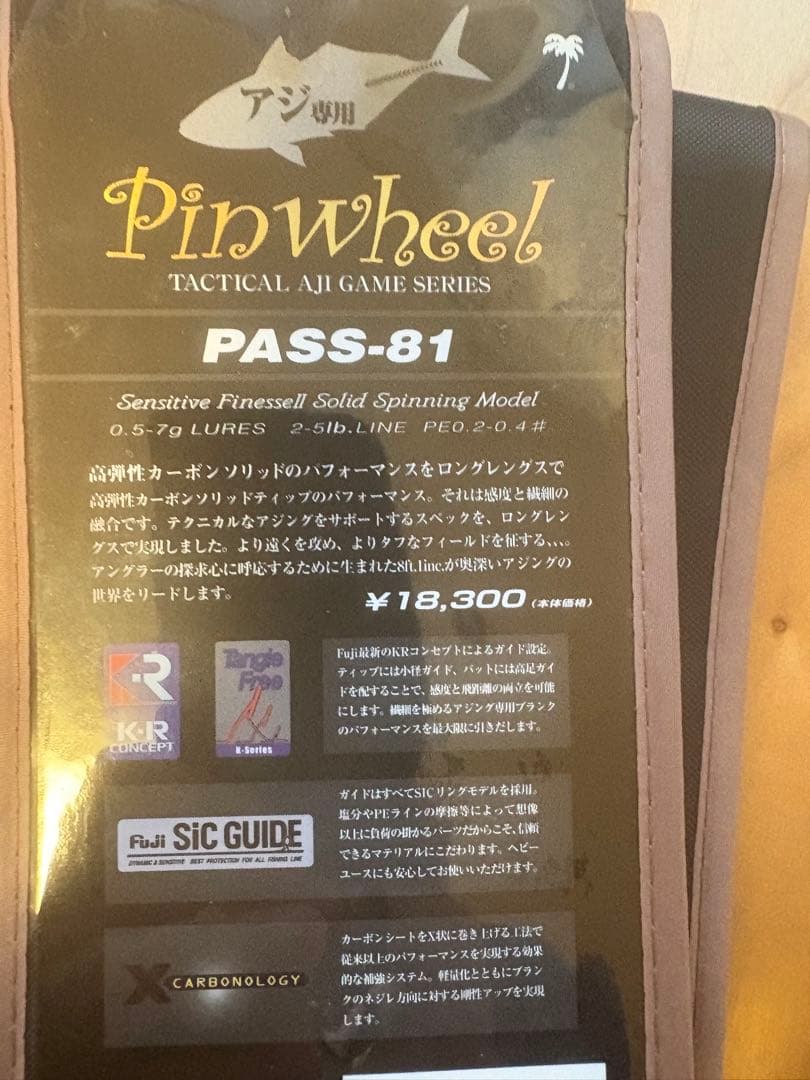 アジ専用
Pinwheel
TACTICAL AJI GAME SERIES
PASS-81
Sensitive FinesseII Solid Spinning Model
0.5-7g LURES 2-5lb.LINE PE0.2-0.4#
高弾性カーボンソリッドのパフォーマンスをロングレングスで
高弾性カーボンソリッドティップのパフォーマンス。それは感度と繊細の
融合です。テクニカルなアジングをサポートするスペックを、ロングレン
グスで実現しました。より遠くを攻め、よりタフなフィールドを征する、、、。
アングラーの探求心に呼応するために生まれた8ft.1inc.が奥深いアジングの
世界をリードします。
¥18,300(本体価格)
K·R
CONCEPT
Tangle
Free
K-Series
Fuji最新のKRコンセプトによるガイド設定。
ティップには小径ガイド、バットには高足ガイ
ドを配することで、感度と飛距離の両立を可能
にします。繊細を極めるアジング専用ブランク
のパフォーマンスを最大限に引きだします。
Fuji SiC GUIDE
DYNAMIC & SENSITIVE BEST PROTECTION FOR ALL FISHING LINE
ガイドはすべてSICリングモデルを採用。
塩分やPEラインの摩擦等によって想像
以上に負荷の掛かるパーツだからこそ、信頼
できるマテリアルにこだわります。ヘビー
ユースにも安心してお使いいただけます。
X CARBONOLOGY
カーボンシートをX状に巻き上げる工法で
従来以上のパフォーマンスを実現する効果
的な補強システム。軽量化とともにブラン
クのネジレ方向に対する剛性アップを実現
します。